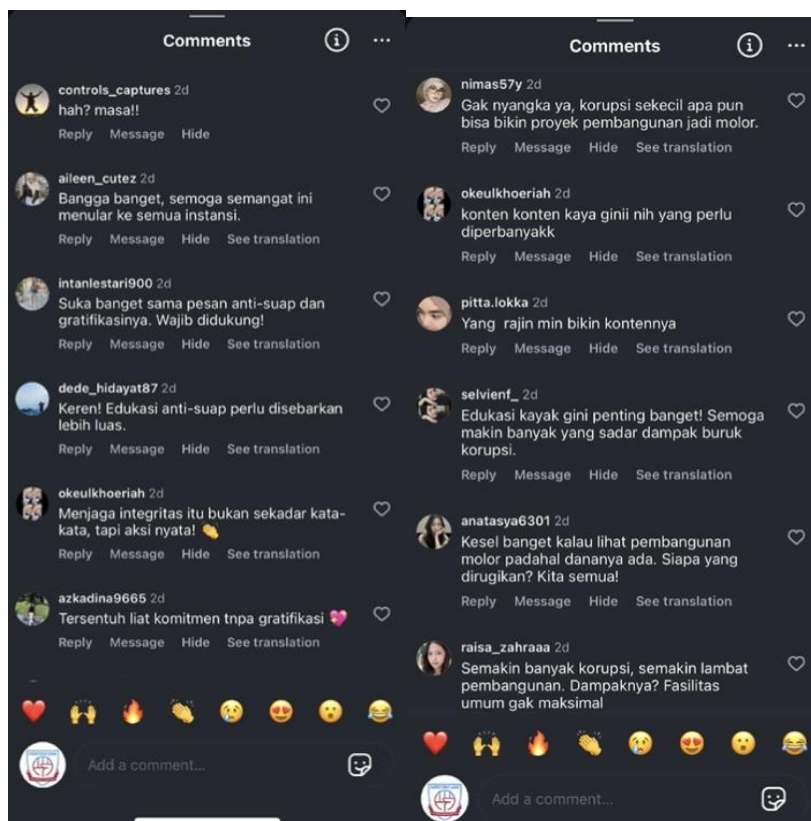 Comments
controls_captures 2d
hah? masa!!
Reply Message Hide
aileen_cutez 2d
Bangga banget, semoga semangat ini
menular ke semua instansi.
Reply Message Hide See translation
intanlestari900 2d
Suka banget sama pesan anti-suap dan
gratifikasinya. Wajib didukung!
Reply Message Hide See translation
dede_hidayat87 2d
Keren! Edukasi anti-suap perlu disebarkan
lebih luas.
Reply Message Hide See translation
okeulkhoeriah 2d
Menjaga integritas itu bukan sekadar kata-
kata, tapi aksi nyata! 👏
Reply Message Hide See translation
azkadina9665 2d
Tersentuh liat komitmen tnpa gratifikasi 💖
Reply Message Hide See translation
Add a comment...
Comments
nimas57y 2d
Gak nyangka ya, korupsi sekecil apa pun
bisa bikin proyek pembangunan jadi molor.
Reply Message Hide See translation
okeulkhoeriah 2d
konten konten kaya ginii nih yang perlu
diperbanyakk
Reply Message Hide See translation
pitta.lokka 2d
Yang rajin min bikin kontennya
Reply Message Hide See translation
selvienf_ 2d
Edukasi kayak gini penting banget! Semoga
makin banyak yang sadar dampak buruk
korupsi.
Reply Message Hide See translation
anatasya6301 2d
Kesel banget kalau lihat pembangunan
molor padahal dananya ada. Siapa yang
dirugikan? Kita semua!
Reply Message Hide See translation
raisa_zahraaa 2d
Semakin banyak korupsi, semakin lambat
pembangunan. Dampaknya? Fasilitas
umum gak maksimal
Add a comment...